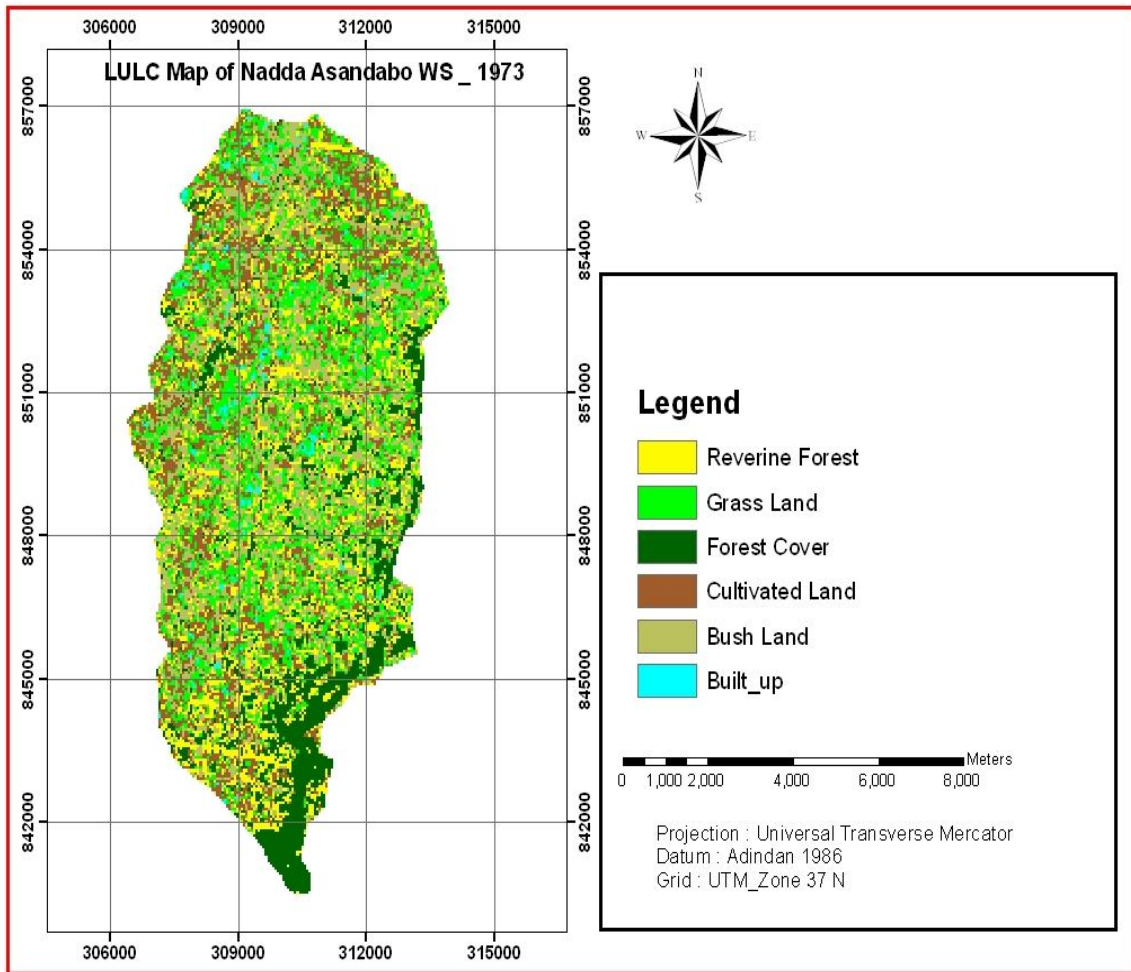 306000 309000 312000 315000
LULC Map of Nadda Asandabo WS _ 1973
857000 857000
854000 854000
851000 851000
848000 848000
845000 845000
842000 842000
306000 309000 312000 315000
N
W E
S
Legend
Reverine Forest
Grass Land
Forest Cover
Cultivated Land
Bush Land
Built_up
Meters
0 1,000 2,000 4,000 6,000 8,000
Projection : Universal Transverse Mercator
Datum : Adindan 1986
Grid : UTM_Zone 37 N